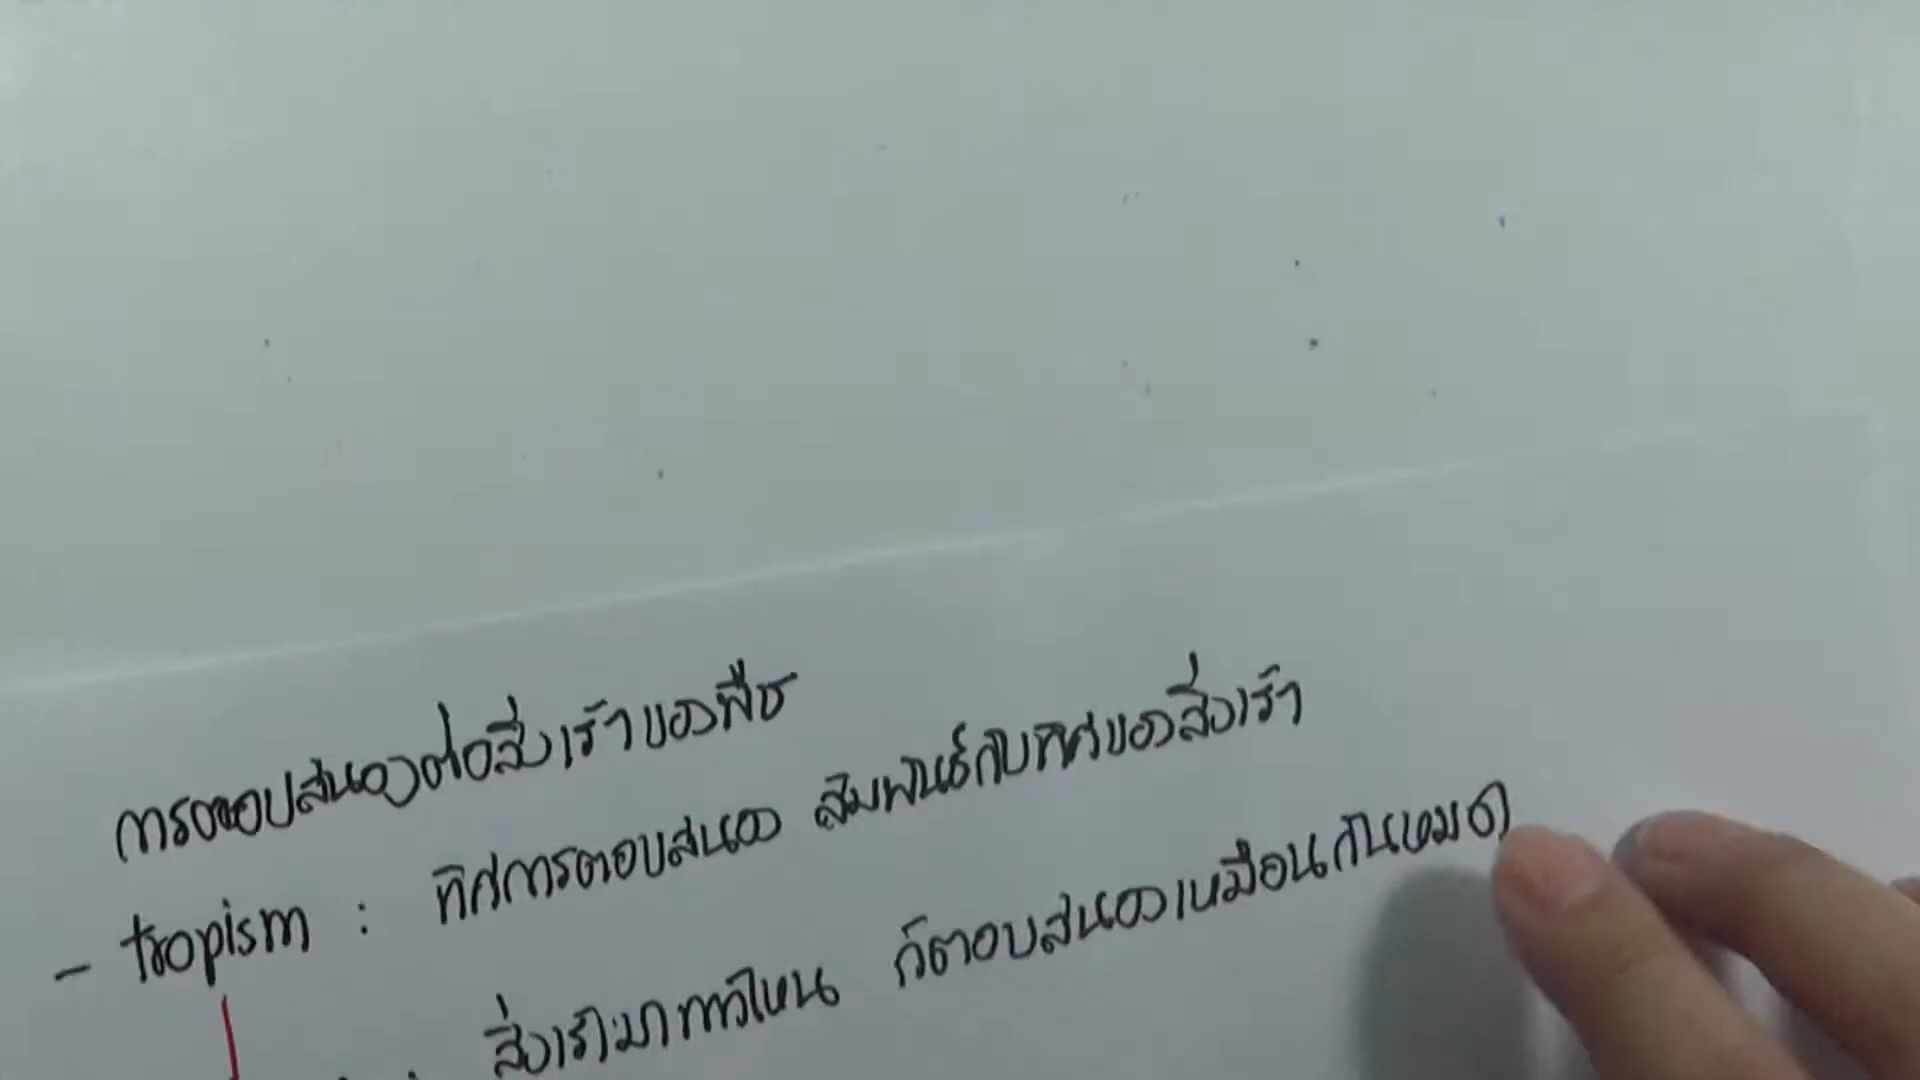 การตอบสนองต่อสิ่งเร้าของพืช
- tropism : ทิศการตอบสนอง สัมพันธ์กับทิศของสิ่งเร้า
สิ่งเร้ามาทางไหน ก็ตอบสนองเหมือนกันหมด